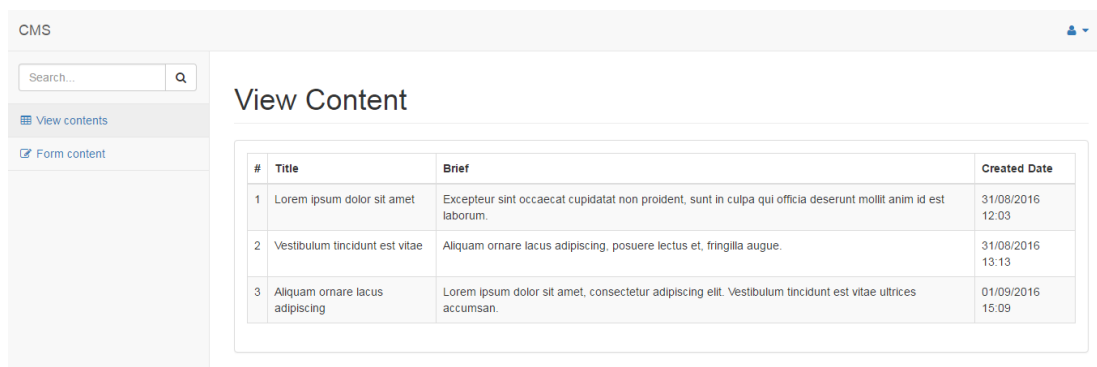 CMS
Search...
View contents
Form content
View Content
# Title Brief Created Date
1 Lorem ipsum dolor sit amet Excepteur sint occaecat cupidatat non proident, sunt in culpa qui officia deserunt mollit anim id est 31/08/2016
laborum. 12:03
2 Vestibulum tincidunt est vitae Aliquam ornare lacus adipiscing, posuere lectus et, fringilla augue. 31/08/2016
13:13
3 Aliquam ornare lacus Lorem ipsum dolor sit amet, consectetur adipiscing elit. Vestibulum tincidunt est vitae ultrices 01/09/2016
adipiscing accumsan. 15:09